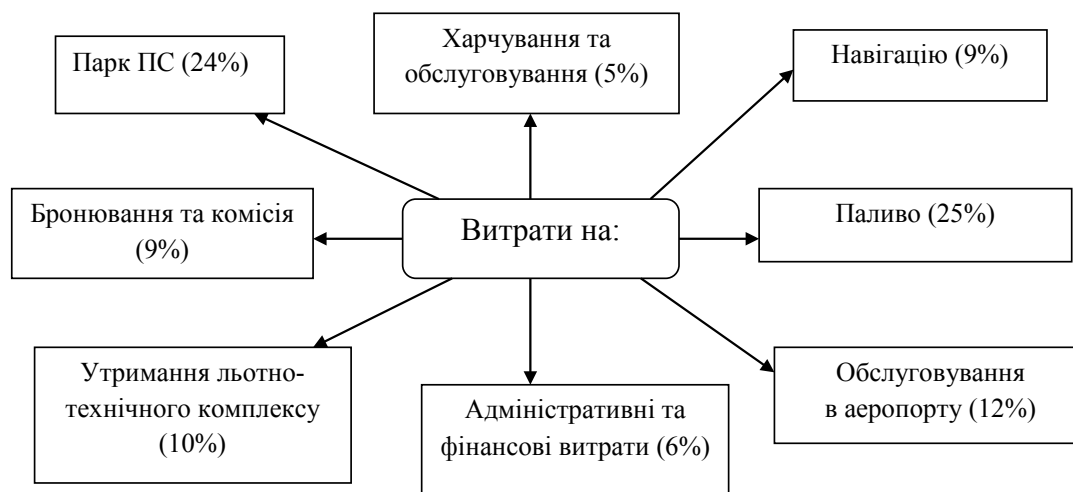 Парк ПС (24%)
Харчування та
обслуговування (5%)
Навігацію (9%)
Бронювання та комісія
(9%)
Витрати на:
Паливо (25%)
Утримання льотно-
технічного комплексу
(10%)
Адміністративні та
фінансові витрати (6%)
Обслуговування
в аеропорту (12%)